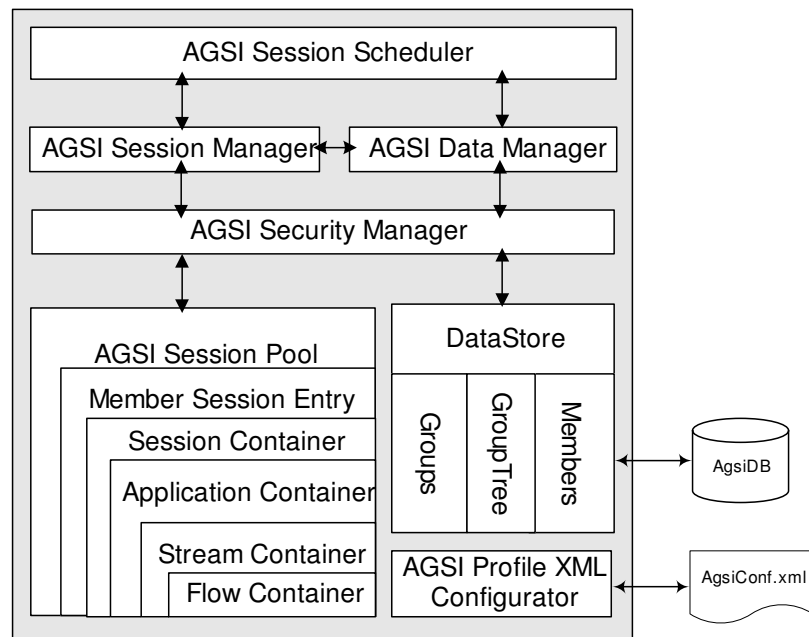 AGSI Session Scheduler
AGSI Session Manager
AGSI Data Manager
AGSI Security Manager
AGSI Session Pool
Member Session Entry
Session Container
Application Container
Stream Container
Flow Container
DataStore
Groups
GroupTree
Members
AGSI Profile XML
Configurator
AgsiDB
AgsiConf.xml